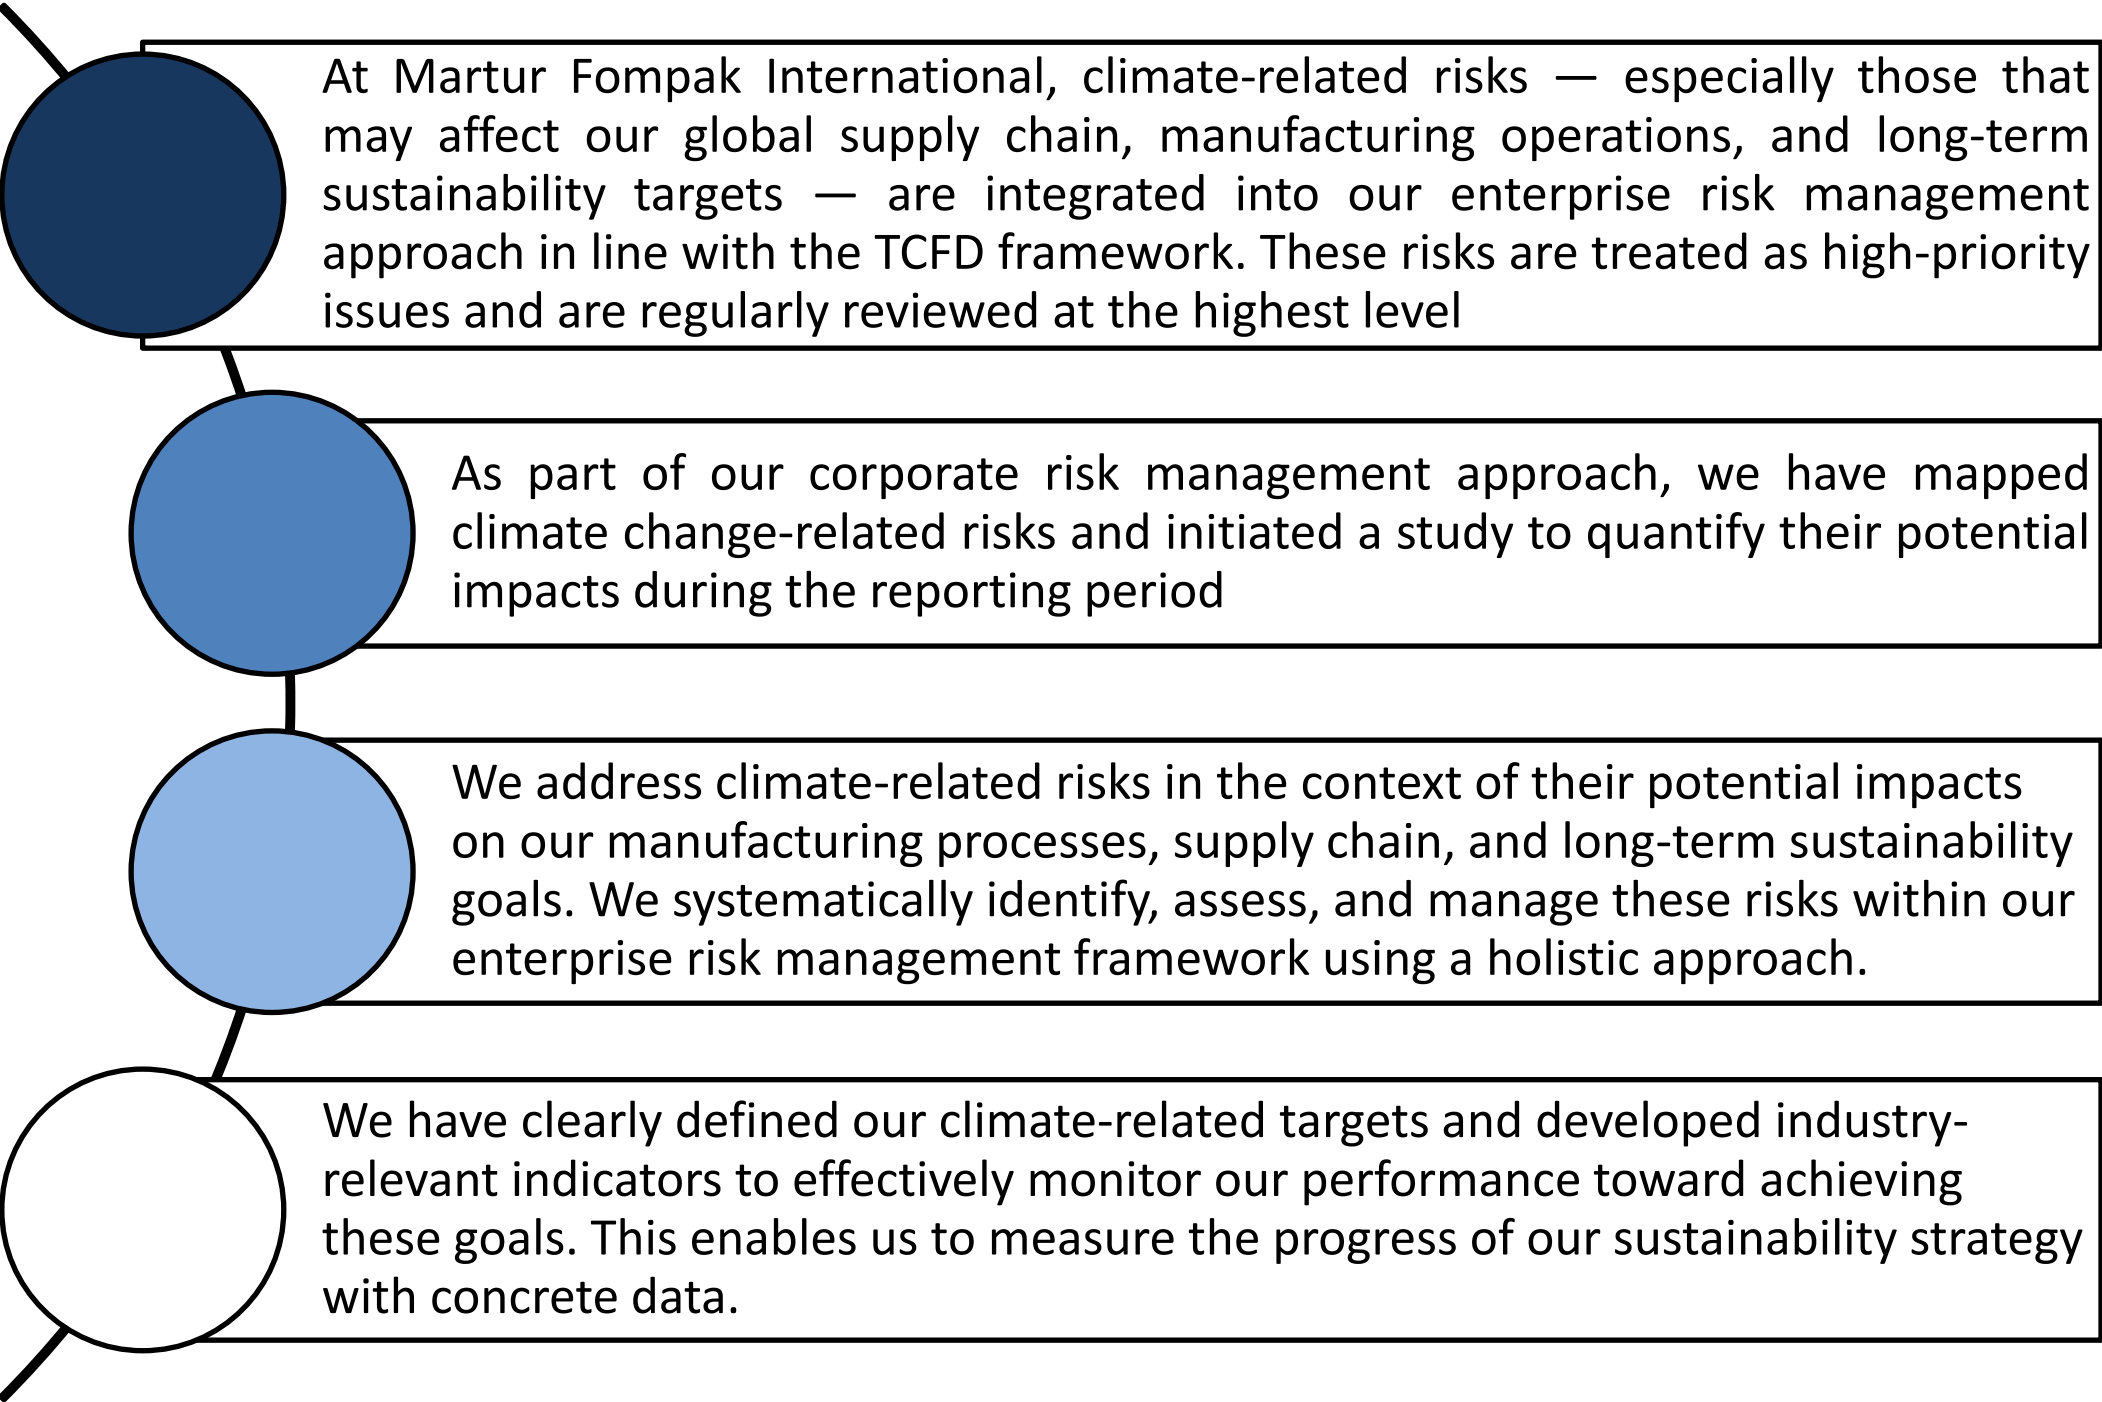 At Martur Fompak International, climate-related risks — especially those that
may affect our global supply chain, manufacturing operations, and long-term
sustainability targets — are integrated into our enterprise risk management
approach in line with the TCFD framework. These risks are treated as high-priority
issues and are regularly reviewed at the highest level
As part of our corporate risk management approach, we have mapped
climate change-related risks and initiated a study to quantify their potential
impacts during the reporting period
We address climate-related risks in the context of their potential impacts
on our manufacturing processes, supply chain, and long-term sustainability
goals. We systematically identify, assess, and manage these risks within our
enterprise risk management framework using a holistic approach.
We have clearly defined our climate-related targets and developed industry-
relevant indicators to effectively monitor our performance toward achieving
these goals. This enables us to measure the progress of our sustainability strategy
with concrete data.